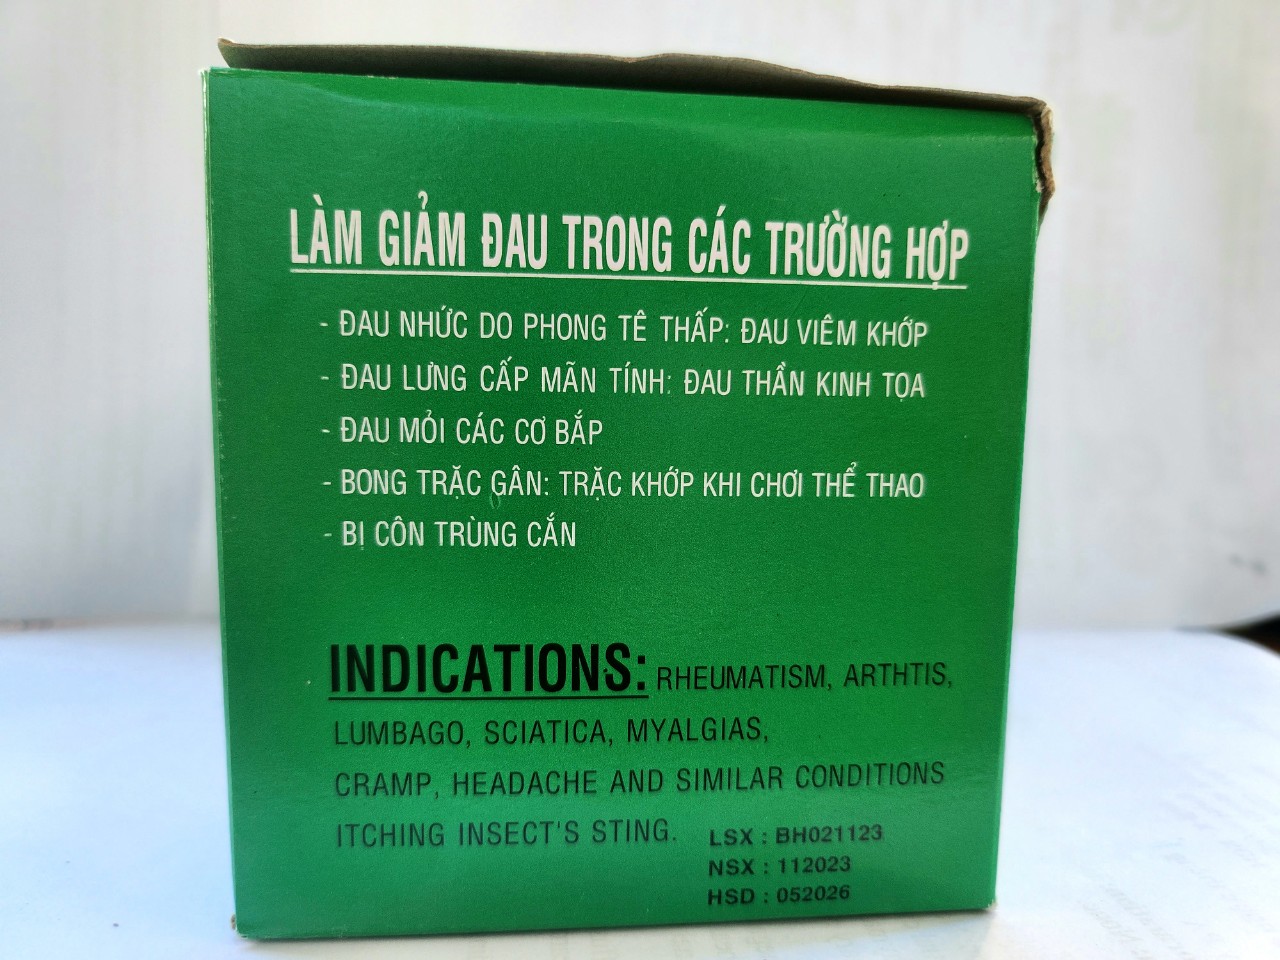 LÀM GIẢM ĐAU TRONG CÁC TRƯỜNG HỢP
- ĐAU NHỨC DO PHONG TÊ THẤP: ĐAU VIÊM KHỚP
- ĐAU LƯNG CẤP MÃN TÍNH: ĐAU THẦN KINH TỌA
- ĐAU MỎI CÁC CƠ BẮP
- BONG TRẶC GÂN: TRẶC KHỚP KHI CHƠI THỂ THAO
- BỊ CÔN TRÙNG CẮN
INDICATIONS: RHEUMATISM, ARTHTIS,
LUMBAGO, SCIATICA, MYALGIAS,
CRAMP, HEADACHE AND SIMILAR CONDITIONS
ITCHING INSECT'S STING.
LSX : BH021123
NSX : 112023
HSD : 052026